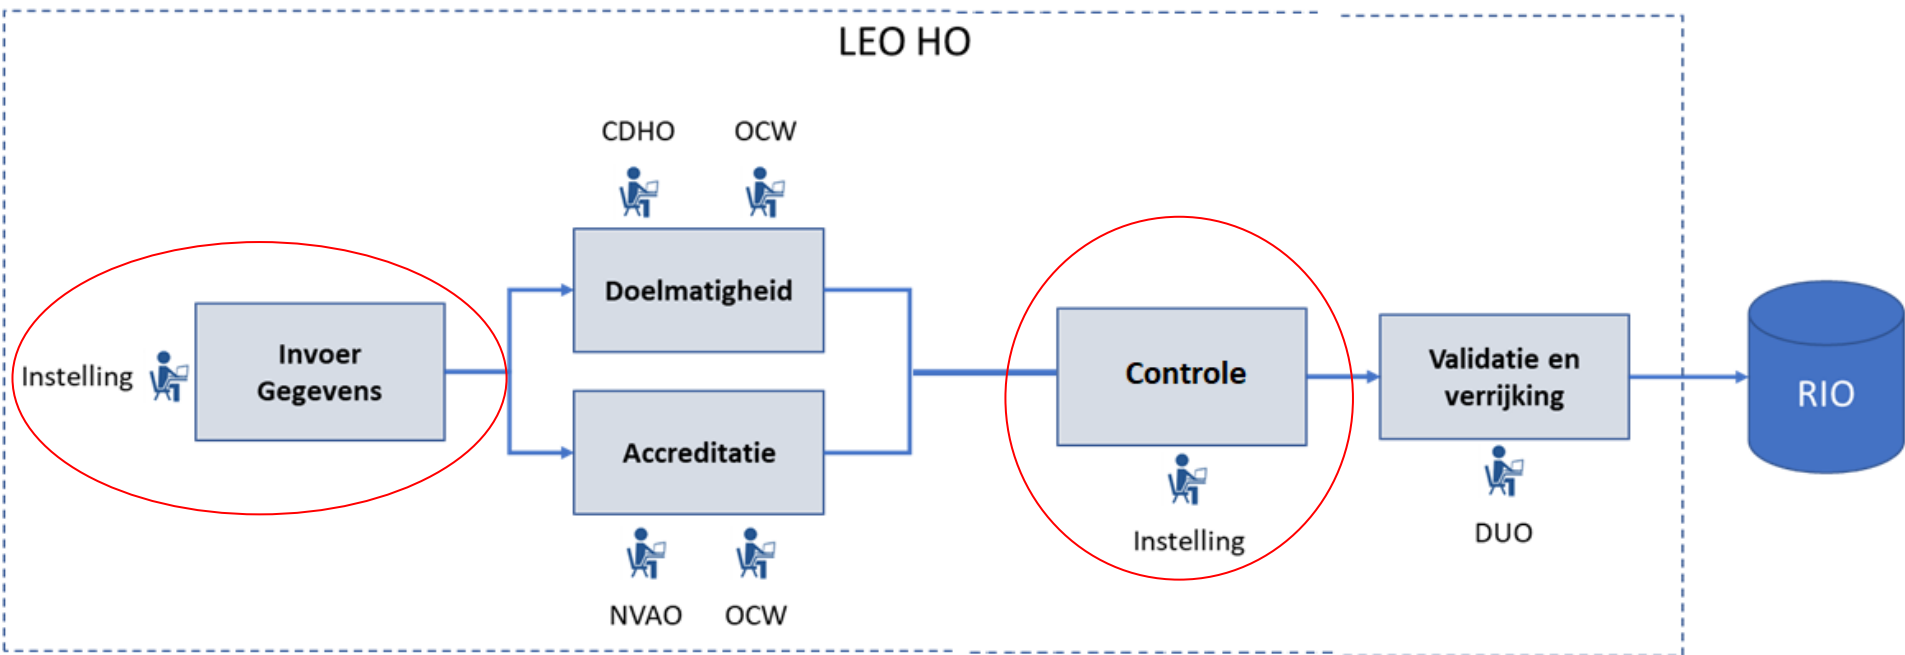 LEO HO
CDHO
OCW
Instelling
Invoer
Gegevens
Doelmatigheid
Accreditatie
NVAO
OCW
Controle
Instelling
Validatie en
verrijking
DUO
RIO